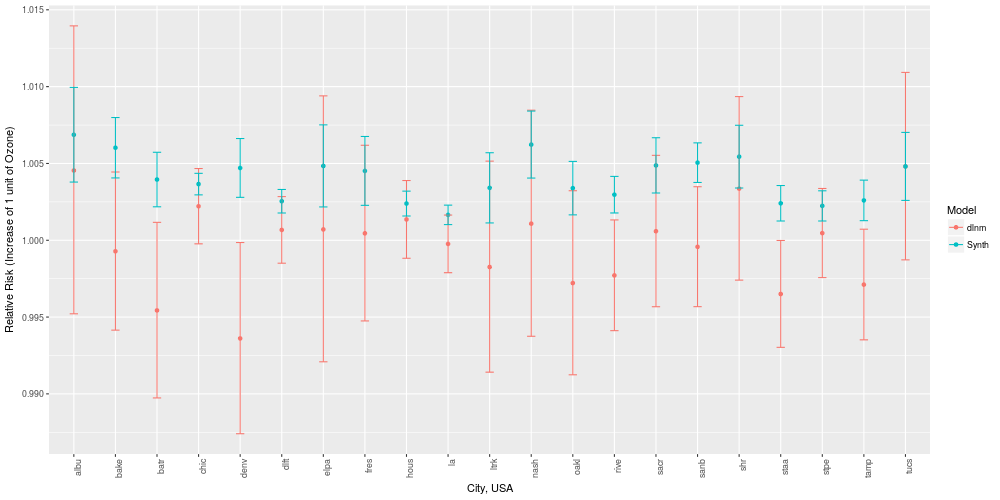 Relative Risk (Increase of 1 unit of Ozone)
1.015
1.010
1.005
1.000
0.995
0.990
albu bake batr chic denv dlft elpa fres hous la ltrk nash oakl rive sacr sanb shr staa stpe tamp tucs
City, USA
Model
dlnm
Synth